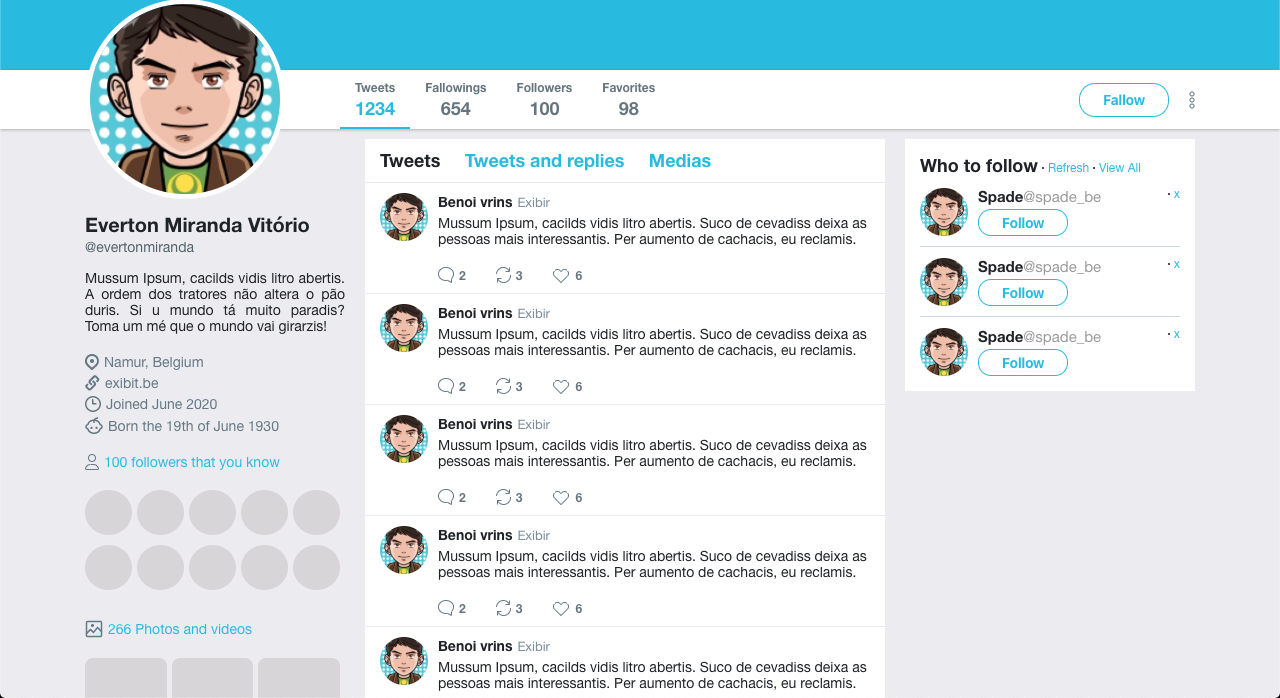 Tweets Fallowings Followers Favorites
1234 654 100 98
Fallow
Everton Miranda Vitório
@evertonmiranda
Mussum Ipsum, cacilds vidis litro abertis.
A ordem dos tratores não altera o pão
duris. Si u mundo tá muito paradis?
Toma um mé que o mundo vai girarzis!
Namur, Belgium
exibit.be
Joined June 2020
Born the 19th of June 1930
100 followers that you know
266 Photos and videos
Tweets Tweets and replies Medias
Benoi vrins Exibir
Mussum Ipsum, cacilds vidis litro abertis. Suco de cevadiss deixa as
pessoas mais interessantis. Per aumento de cachacis, eu reclamis.
2 3 6
Benoi vrins Exibir
Mussum Ipsum, cacilds vidis litro abertis. Suco de cevadiss deixa as
pessoas mais interessantis. Per aumento de cachacis, eu reclamis.
2 3 6
Benoi vrins Exibir
Mussum Ipsum, cacilds vidis litro abertis. Suco de cevadiss deixa as
pessoas mais interessantis. Per aumento de cachacis, eu reclamis.
2 3 6
Benoi vrins Exibir
Mussum Ipsum, cacilds vidis litro abertis. Suco de cevadiss deixa as
pessoas mais interessantis. Per aumento de cachacis, eu reclamis.
2 3 6
Benoi vrins Exibir
Mussum Ipsum, cacilds vidis litro abertis. Suco de cevadiss deixa as
pessoas mais interessantis. Per aumento de cachacis, eu reclamis.
Who to follow · Refresh · View All
Spade@spade_be · x
Follow
Spade@spade_be · x
Follow
Spade@spade_be · x
Follow